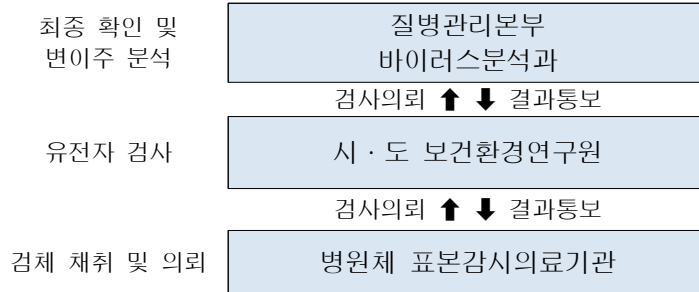 최종 확인 및
변이주 분석
질병관리본부
바이러스분석과
검사의뢰 ⬆ ⬇ 결과통보
유전자 검사
시 · 도 보건환경연구원
검사의뢰 ⬆ ⬇ 결과통보
검체 채취 및 의뢰
병원체 표본감시의료기관